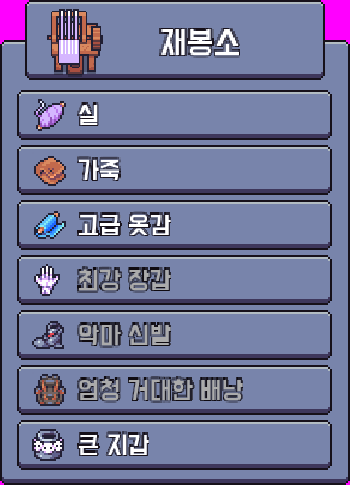 재봉소
실
가죽
고급 옷감
최강 장갑
악마 신발
엄청 거대한 배낭
큰 지갑